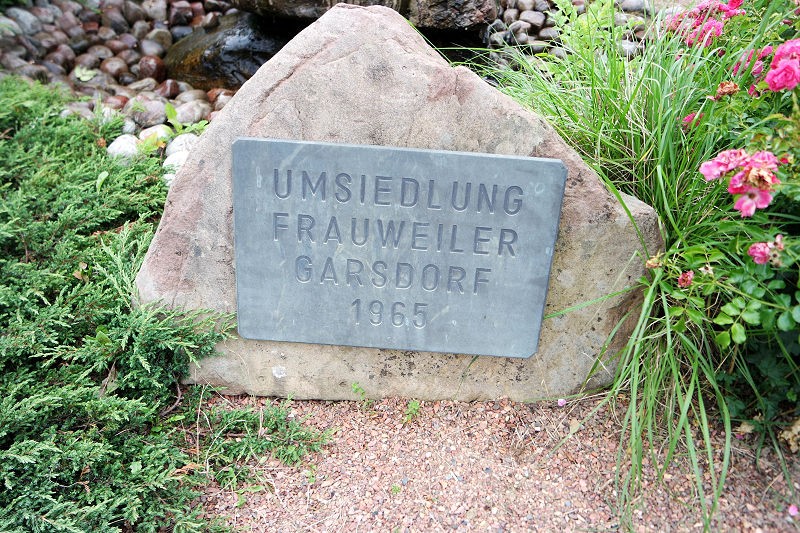 UMSIEDLUNG
FRAUWEILER
GARSDORF
1965